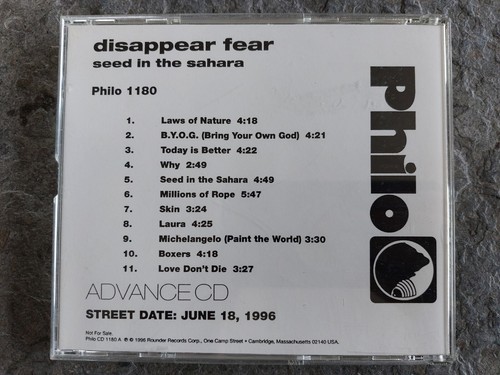 disappear fear
seed in the sahara
Philo 1180
1. Laws of Nature 4:18
2. B.Y.O.G. (Bring Your Own God) 4:21
3. Today is Better 4:22
4. Why 2:49
5. Seed in the Sahara 4:49
6. Millions of Rope 5:47
7. Skin 3:24
8. Laura 4:25
9. Michelangelo (Paint the World) 3:30
10. Boxers 4:18
11. Love Don't Die 3:27
ADVANCE CD
STREET DATE: JUNE 18, 1996
Not For Sale.
Philo CD 1180 A ℗ © 1996 Rounder Records Corp., One Camp Street • Cambridge, Massachusetts 02140 USA.
Philo